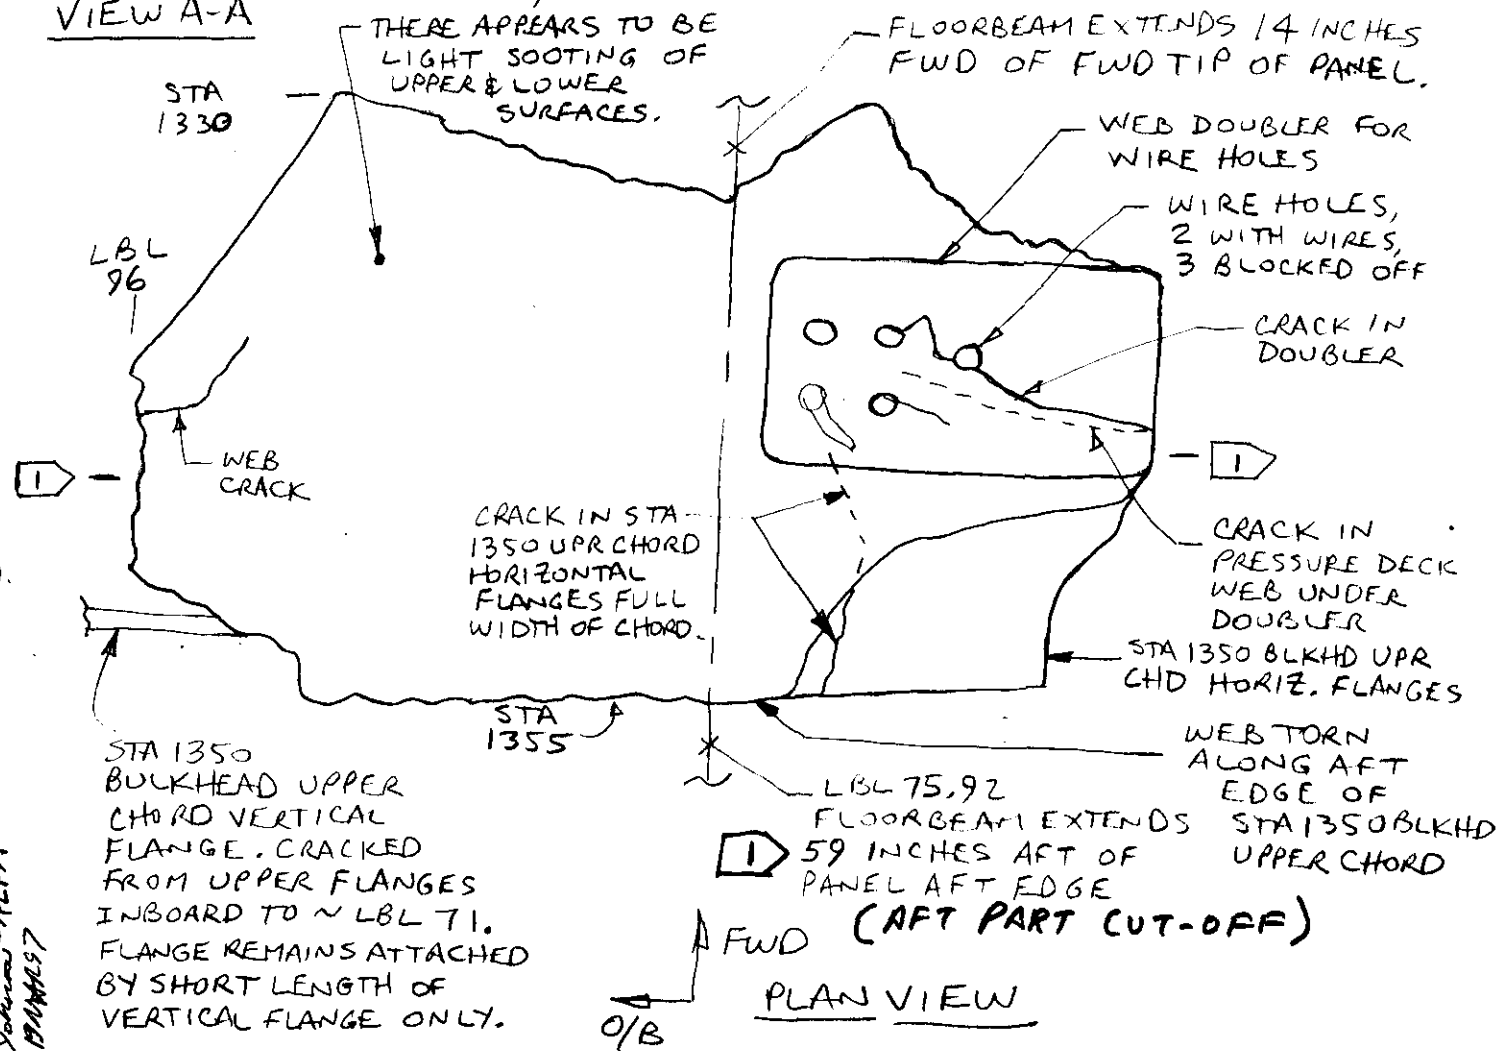 VIEW A-A
THERE APPEARS TO BE
LIGHT SOOTING OF
UPPER & LOWER
SURFACES.
FLOORBEAM EXTENDS 14 INCHES
FWD OF FWD TIP OF PANEL.
STA
1330
WEB DOUBLER FOR
WIRE HOLES
WIRE HOLES,
2 WITH WIRES,
3 BLOCKED OFF
LBL
96
CRACK IN
DOUBLER
WEB
CRACK
1
1
CRACK IN STA
1350 UPR CHORD
HORIZONTAL
FLANGES FULL
WIDTH OF CHORD.
CRACK IN
PRESSURE DECK
WEB UNDER
DOUBLER
STA 1350 BLKHD UPR
CHD HORIZ. FLANGES
STA
1355
WEB TORN
ALONG AFT
EDGE OF
STA 1350 BLKHD
UPPER CHORD
STA 1350
BULKHEAD UPPER
CHORD VERTICAL
FLANGE. CRACKED
FROM UPPER FLANGES
INBOARD TO ~ LBL 71.
FLANGE REMAINS ATTACHED
BY SHORT LENGTH OF
VERTICAL FLANGE ONLY.
LBL 75.92
FLOORBEAM EXTENDS
1 59 INCHES AFT OF
PANEL AFT EDGE
(AFT PART CUT-OFF)
FWD
O/B
PLAN VIEW